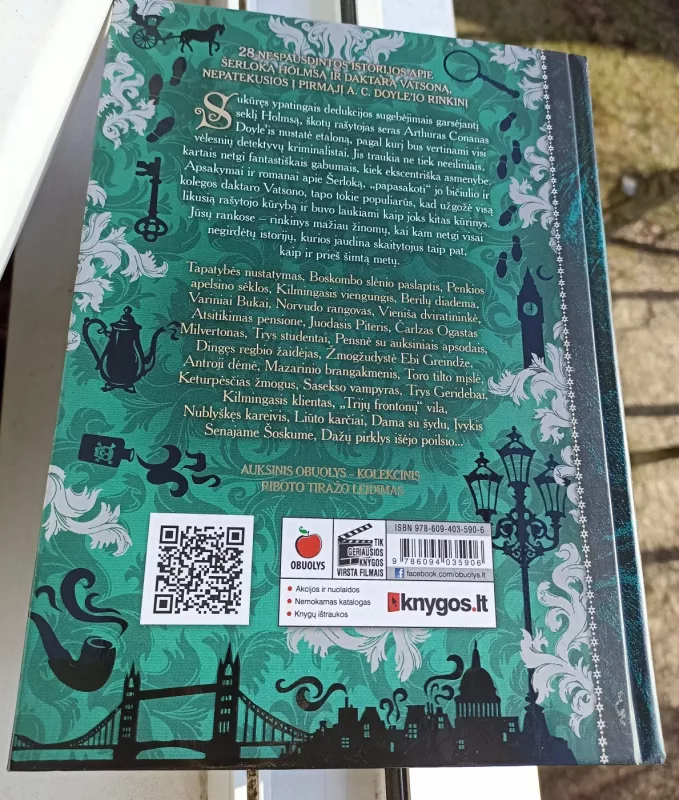 28 NESPAUSDINTOS ISTORIJOS APIE
ŠERLOKĄ HOLMSĄ IR DAKTARĄ VATSONĄ,
NEPATEKUSIOS Į PIRMĄJĮ A. C. DOYLE'IO RINKINĮ
Sukūręs ypatingais dedukcijos sugebėjimais garsėjantį
seklį Holmsą, škotų rašytojas seras Arthuras Conanas
Doyle'is nustatė etaloną, pagal kurį bus vertinami visi
vėlesnių detektyvų kriminalistai. Jis traukia ne tiek neeiliniais,
kartais netgi fantastiškais gabumais, kiek ekscentriška asmenybe.
Apsakymai ir romanai apie Šerloką, „papasakoti“ jo bičiulio ir
kolegos daktaro Vatsono, tapo tokie populiarūs, kad užgožė visą
likusią rašytojo kūrybą ir buvo laukiami kaip joks kitas kūrinys.
Jūsų rankose – rinkinys mažiau žinomų, kai kam netgi visai
negirdėtų istorijų, kurios jaudina skaitytojus taip pat,
kaip ir prieš šimtą metų.
Tapatybės nustatymas, Boskombo slėnio paslaptis, Penkios
apelsino sėklos, Kilmingasis viengungis, Berilų diadema,
Variniai Bukai, Norvudo rangovas, Vieniša dviratininkė,
Atsitikimas pensione, Juodasis Piteris, Čarlzas Ogastas
Milvertonas, Trys studentai, Pensnė su auksiniais apsodais,
Dingęs regbio žaidėjas, Žmogžudystė Ebi Greindže,
Antroji dėmė, Mazarinio brangakmenis, Toro tilto mįslė,
Keturpėsčias žmogus, Sasekso vampyras, Trys Geridebai,
Kilmingasis klientas, „Trijų frontonų“ vila,
Nublyškęs kareivis, Liūto karčiai, Dama su šydu, Įvykis
Senajame Šoskume, Dažų pirklys išėjo poilsio...
AUKSINIS OBUOLYS – KOLEKCINIS
RIBOTO TIRAŽO LEIDIMAS
OBUOLYS
TIK
GERIAUSIOS
KNYGOS
VIRSTA FILMAIS
ISBN 978-609-403-590-6
9 786094 035906
facebook.com/obuolys.lt
• Akcijos ir nuolaidos
• Nemokamas katalogas
• Knygų ištraukos
knygos.lt